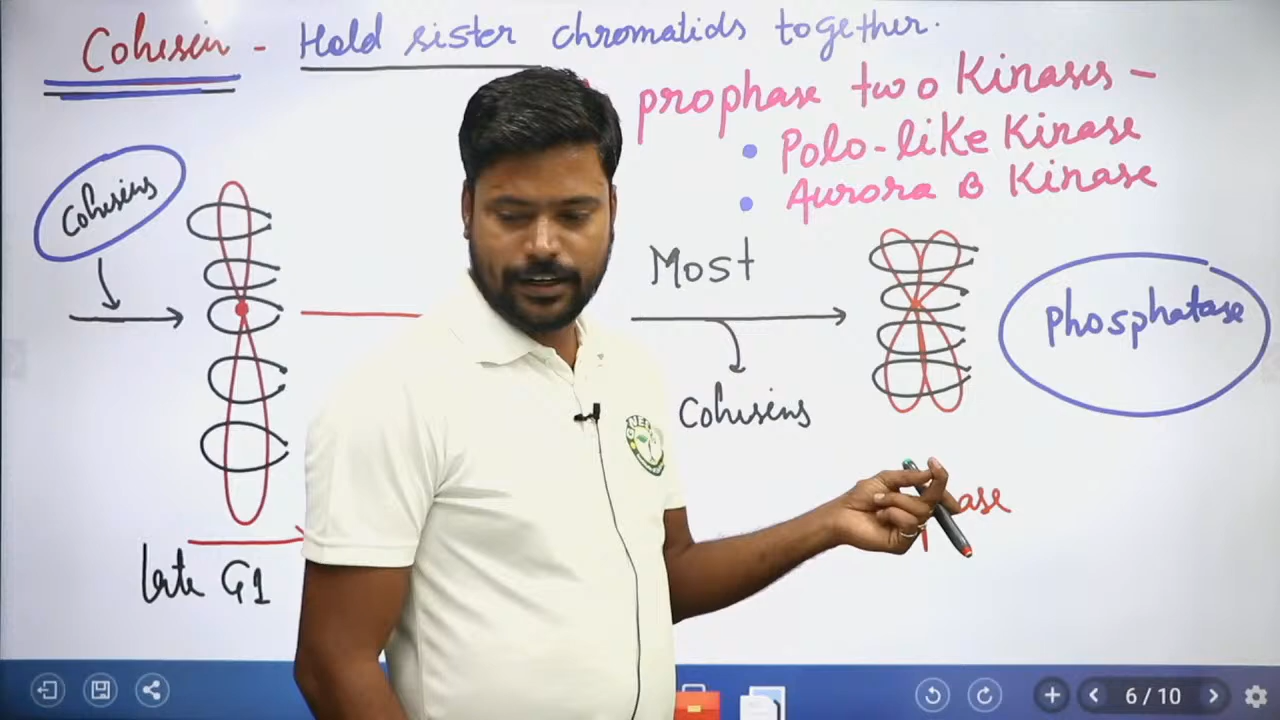 Cohesin - Hold sister chromatids together.
prophase two Kinases -
• Polo-like Kinase
• Aurora B Kinase
Cohesins
Most
Phosphatase
Cohesins
ase
late G1
6 / 10